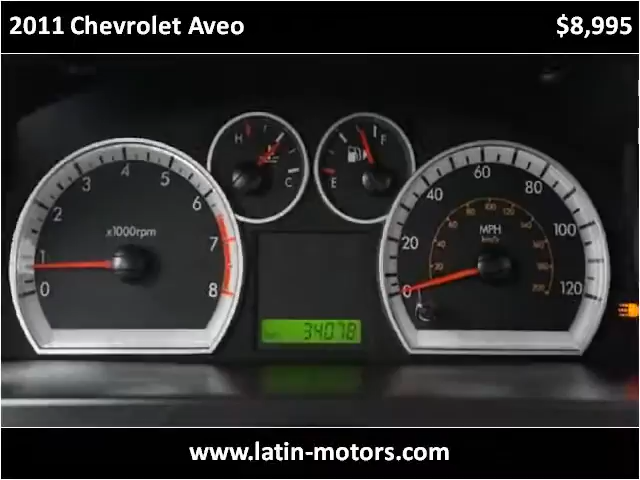 2011 Chevrolet Aveo $8,995
H C
E F
0 1 2 3 4 5 6 7 8
x1000rpm
0 20 40 60 80 100 120
MPH
km/h
34078
www.latin-motors.com